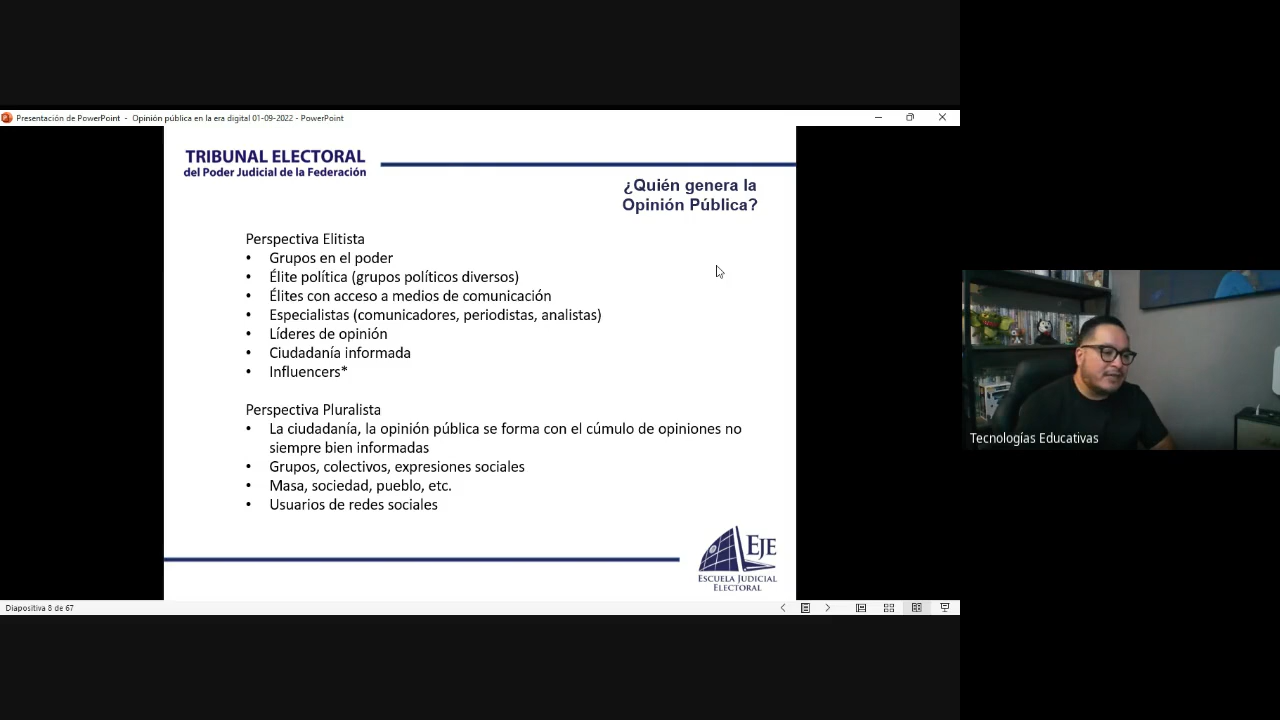 Presentación de PowerPoint - Opinión pública en la era digital 01-09-2022 - PowerPoint
TRIBUNAL ELECTORAL
del Poder Judicial de la Federación
¿Quién genera la
Opinión Pública?
Perspectiva Elitista
• Grupos en el poder
• Élite política (grupos políticos diversos)
• Élites con acceso a medios de comunicación
• Especialistas (comunicadores, periodistas, analistas)
• Líderes de opinión
• Ciudadanía informada
• Influencers*
Perspectiva Pluralista
• La ciudadanía, la opinión pública se forma con el cúmulo de opiniones no
siempre bien informadas
• Grupos, colectivos, expresiones sociales
• Masa, sociedad, pueblo, etc.
• Usuarios de redes sociales
EJE
ESCUELA JUDICIAL
ELECTORAL
Diapositiva 8 de 67
Tecnologías Educativas